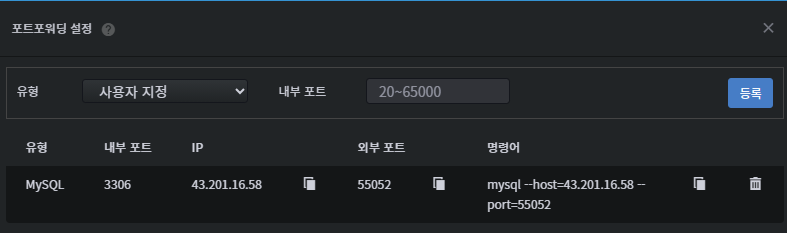 포트포워딩 설정 ?
유형 사용자 지정 내부 포트 20~65000 등록
유형 내부 포트 IP 외부 포트 명령어
MySQL 3306 43.201.16.58 55052 mysql --host=43.201.16.58 --
port=55052